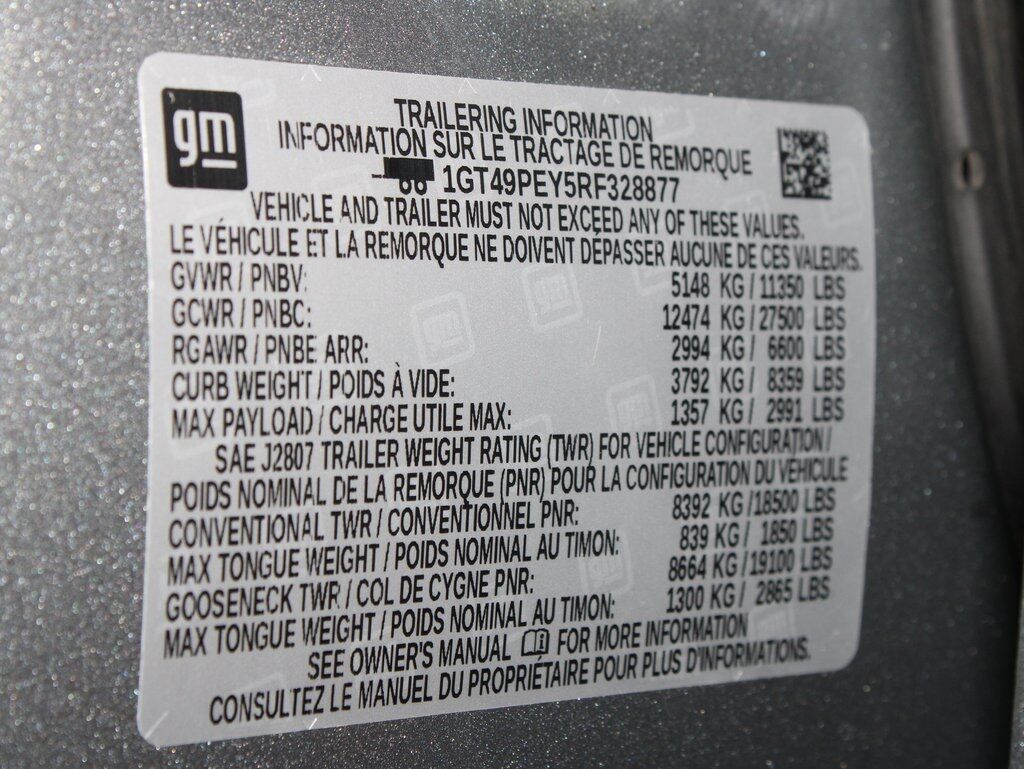 gm
TRAILERING INFORMATION
INFORMATION SUR LE TRACTAGE DE REMORQUE
1GT49PEY5RF328877
VEHICLE AND TRAILER MUST NOT EXCEED ANY OF THESE VALUES.
LE VÉHICULE ET LA REMORQUE NE DOIVENT DÉPASSER AUCUNE DE CES VALEURS.
GVWR / PNBV: 5148 KG / 11350 LBS
GCWR / PNBC: 12474 KG / 27500 LBS
RGAWR / PNBE ARR: 2994 KG / 6600 LBS
CURB WEIGHT / POIDS À VIDE: 3792 KG / 8359 LBS
MAX PAYLOAD / CHARGE UTILE MAX: 1357 KG / 2991 LBS
SAE J2807 TRAILER WEIGHT RATING (TWR) FOR VEHICLE CONFIGURATION /
POIDS NOMINAL DE LA REMORQUE (PNR) POUR LA CONFIGURATION DU VÉHICULE
CONVENTIONAL TWR / CONVENTIONNEL PNR: 8392 KG / 18500 LBS
MAX TONGUE WEIGHT / POIDS NOMINAL AU TIMON: 839 KG / 1850 LBS
GOOSENECK TWR / COL DE CYGNE PNR: 8664 KG / 19100 LBS
MAX TONGUE WEIGHT / POIDS NOMINAL AU TIMON: 1300 KG / 2865 LBS
SEE OWNER'S MANUAL FOR MORE INFORMATION
CONSULTEZ LE MANUEL DU PROPRIÉTAIRE POUR PLUS D'INFORMATIONS.